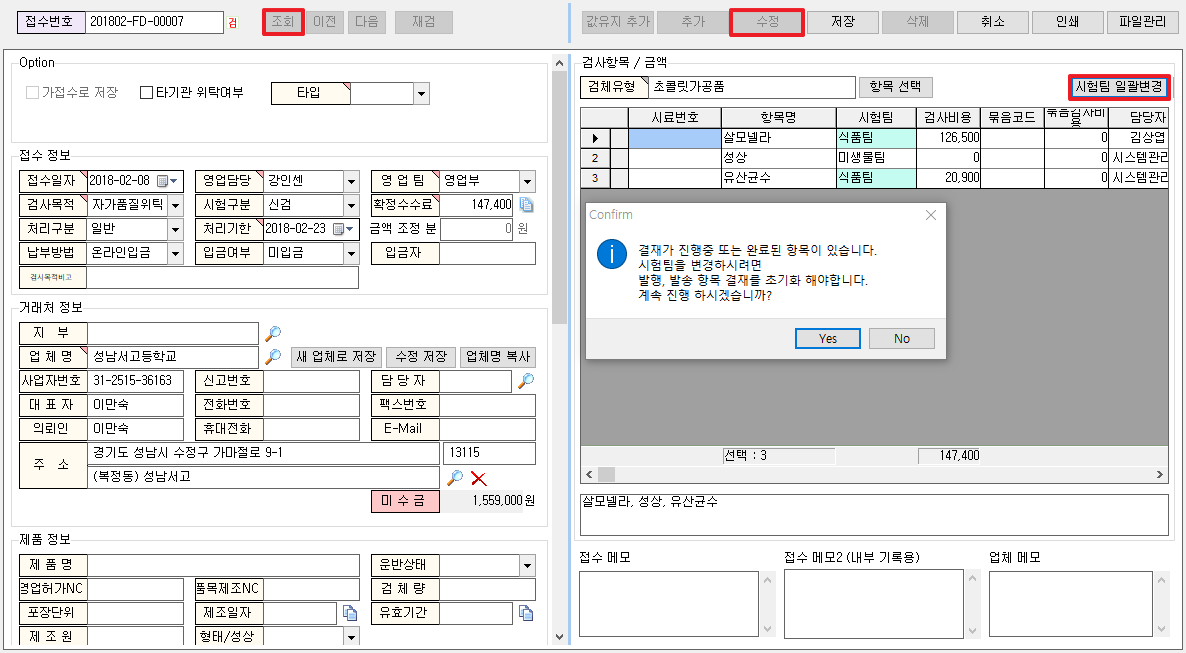 접수번호 201802-FD-00007 검 조회 이전 다음 재검 값유지 추가 추가 수정 저장 삭제 취소 인쇄 파일관리
Option
가접수로 저장 타기관 위탁여부 타입
접수 정보
접수일자 2018-02-08 영업담당 강인센 영 업 팀 영업부
검사목적 자가품질위탁 시험구분 신검 확정수수료 147,400
처리구분 일반 처리기한 2018-02-23 금액 조정 분 0 원
납부방법 온라인입금 입금여부 미입금 입금자
검사목적비고
거래처 정보
지 부
업 체 명 성남서고등학교 새 업체로 저장 수정 저장 업체명 복사
사업자번호 31-2515-36163 신고번호 담 당 자
대 표 자 이만숙 전화번호 팩스번호
의뢰인 이만숙 휴대전화 E-Mail
주 소 경기도 성남시 수정구 가마절로 9-1 13115
(복정동) 성남서고
미 수 금 1,559,000 원
제품 정보
제 품 명 운반상태
영업허가NC 품목제조NC 검 체 량
포장단위 제조일자 유효기간
제 조 원 형태/성상
검사항목 / 금액
검체유형 초콜릿가공품 항목 선택 시험팀 일괄변경
시료번호 항목명 시험팀 검사비용 묶음코드 묶음검사비용 담당자
살모넬라 식품팀 126,500 0 김상엽
2 성상 미생물팀 0 0 시스템관리
3 유산균수 식품팀 20,900 0 시스템관리
Confirm
결재가 진행중 또는 완료된 항목이 있습니다.
시험팀을 변경하시려면
발행, 발송 항목 결재를 초기화 해야합니다.
계속 진행 하시겠습니까?
Yes No
선택 : 3 147,400
살모넬라, 성상, 유산균수
접수 메모 접수 메모2 (내부 기록용) 업체 메모